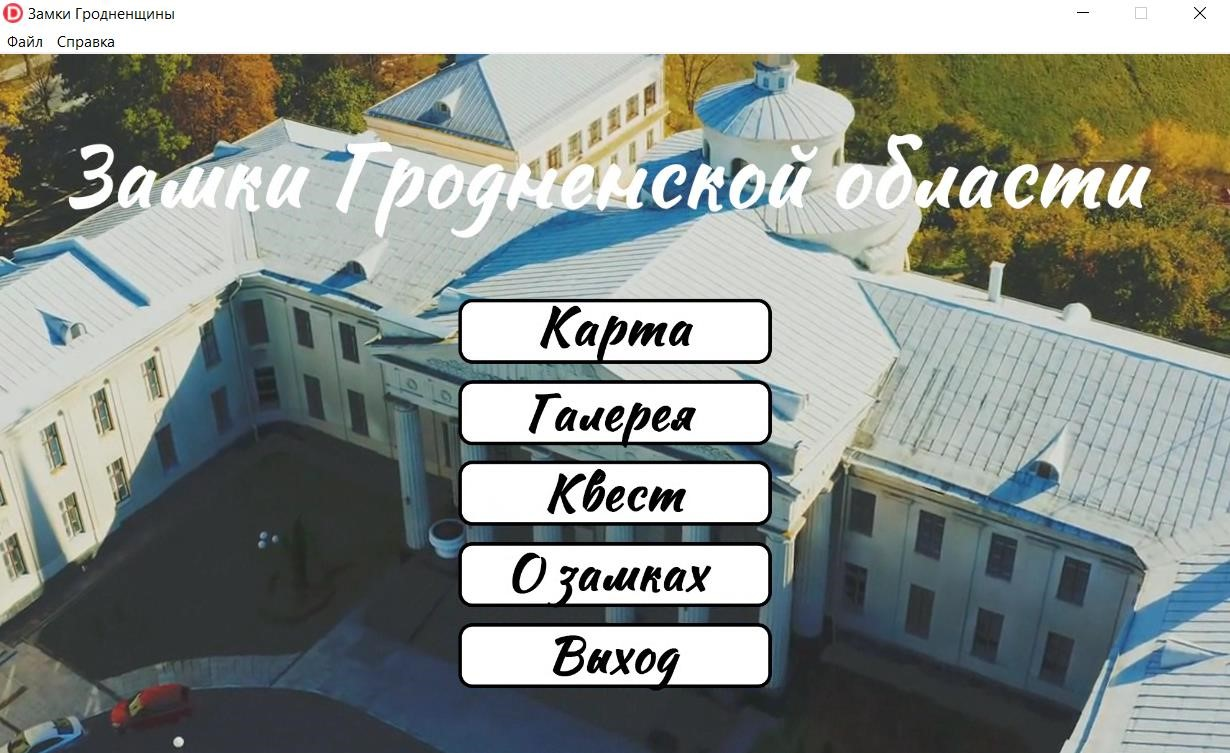 Замки Гродненщины
Файл Справка
Замки Гродненской области
Карта
Галерея
Квест
О замках
Выход